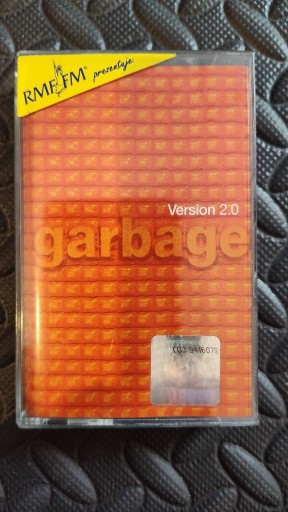 RMF FM®
prezentuje:
Version 2.0
garbage